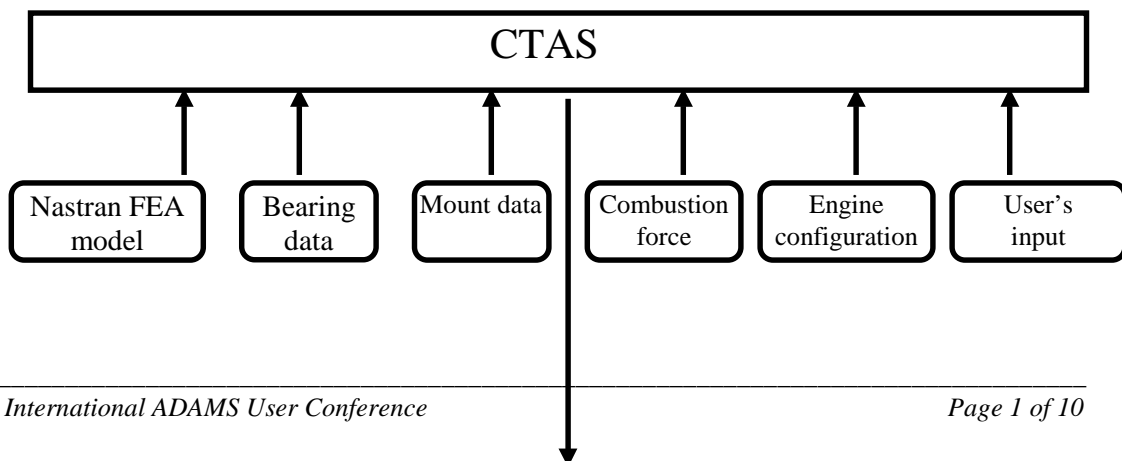 CTAS
Nastran FEA
model
Bearing
data
Mount data
Combustion
force
Engine
configuration
User's
input
International ADAMS User Conference
Page 1 of 10